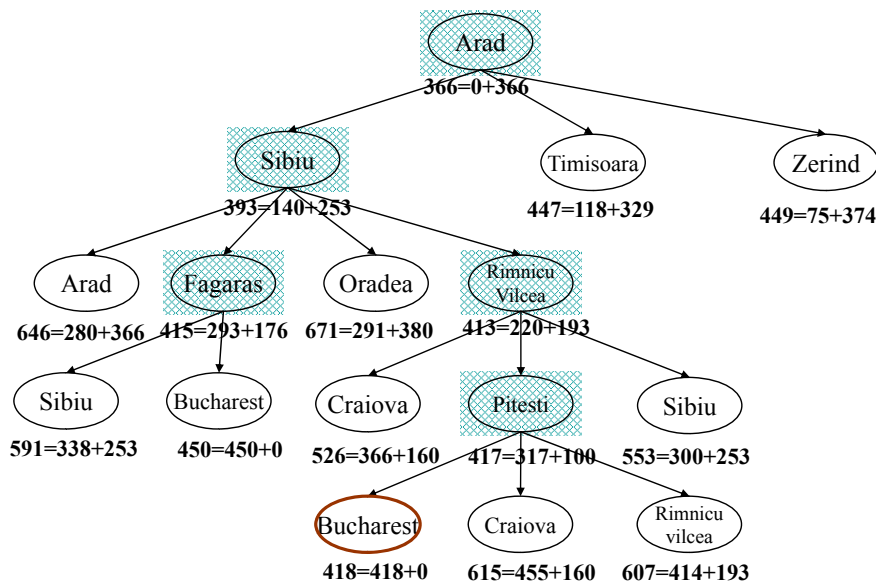 Arad
366=0+366
Sibiu
Timisoara
Zerind
393=140+253
447=118+329
449=75+374
Arad
Fagaras
Oradea
Rimnicu
Vilcea
646=280+366
415=293+176
671=291+380
413=220+193
Sibiu
Bucharest
Craiova
Pitesti
Sibiu
591=338+253
450=450+0
526=366+160
417=317+100
553=300+253
Bucharest
Craiova
Rimnicu
vilcea
418=418+0
615=455+160
607=414+193